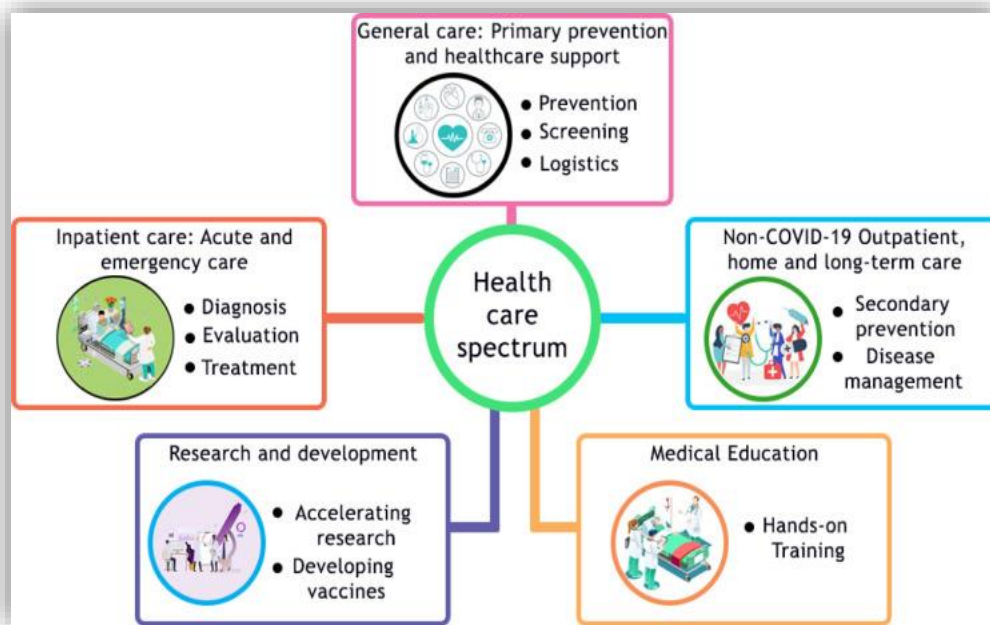 General care: Primary prevention
and healthcare support
● Prevention
● Screening
● Logistics
Inpatient care: Acute and
emergency care
● Diagnosis
● Evaluation
● Treatment
Health
care
spectrum
Non-COVID-19 Outpatient,
home and long-term care
● Secondary
prevention
● Disease
management
Research and development
● Accelerating
research
● Developing
vaccines
Medical Education
● Hands-on
Training